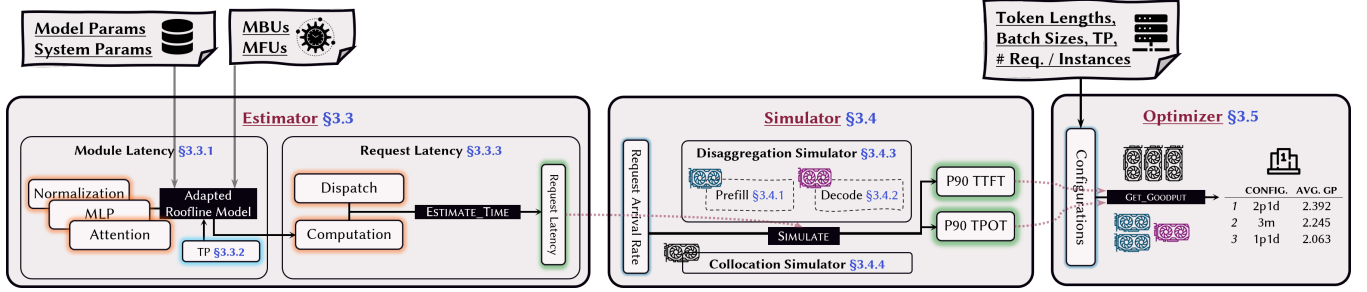 Model Params
System Params
MBUs
MFUs
Token Lengths,
Batch Sizes, TP,
# Req. / Instances
Estimator §3.3
Module Latency §3.3.1
Normalization
MLP
Attention
Adapted
Roofline Model
TP §3.3.2
Request Latency §3.3.3
Dispatch
Computation
ESTIMATE_TIME
Request Latency
Simulator §3.4
Request Arrival Rate
Disaggregation Simulator §3.4.3
Prefill §3.4.1
Decode §3.4.2
SIMULATE
Collocation Simulator §3.4.4
P90 TTFT
P90 TPOT
Optimizer §3.5
Configurations
GET_GOODPUT
1
CONFIG. AVG. GP
1 2p1d 2.392
2 3m 2.245
3 1p1d 2.063